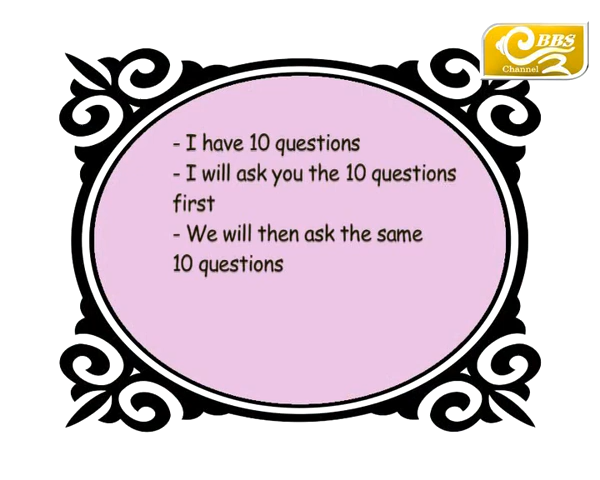 BBS
Channel 2
- I have 10 questions
- I will ask you the 10 questions
first
- We will then ask the same
10 questions